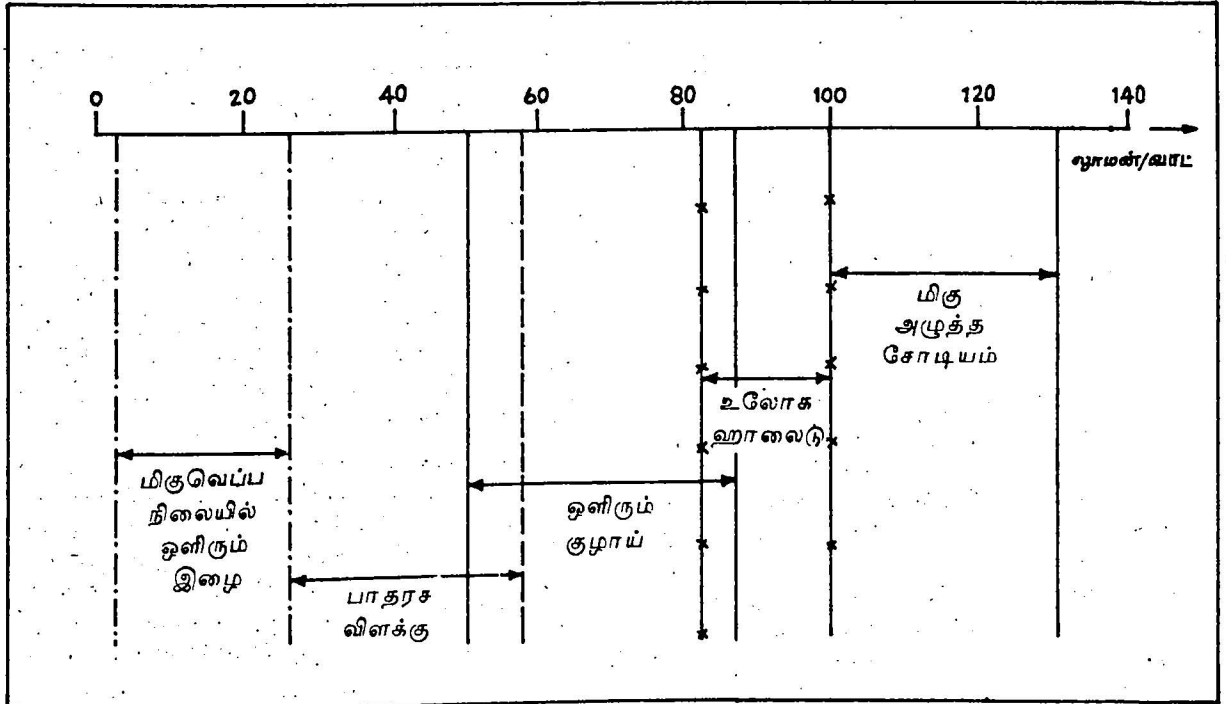 0 20 40 60 80 100 120 140
லூமன்/வாட்
மிகு
அழுத்த
சோடியம்
உலோக
ஹாலைடு
மிகுவெப்ப
நிலையில்
ஒளிரும்
இழை
ஒளிரும்
குழாய்
பாதரச
விளக்கு